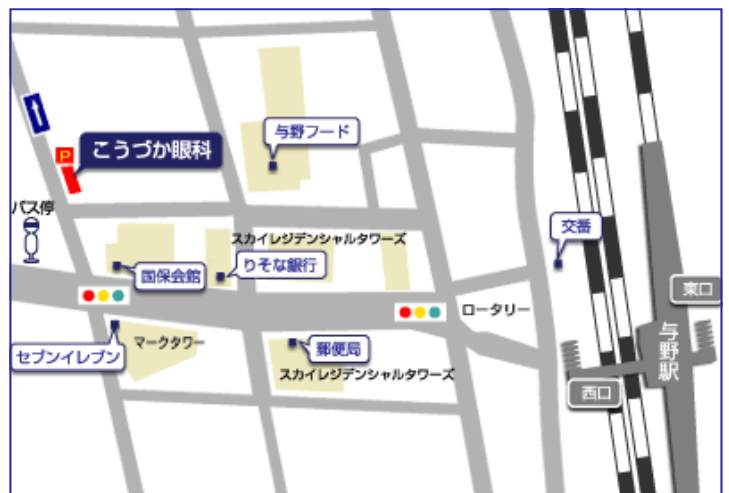 与野フード
P
こうづか眼科
バス停
スカイレジデンシャルタワーズ
交番
国保会館
りそな銀行
東口
ロータリー
セブンイレブン
マークタワー
郵便局
与野駅
スカイレジデンシャルタワーズ
西口